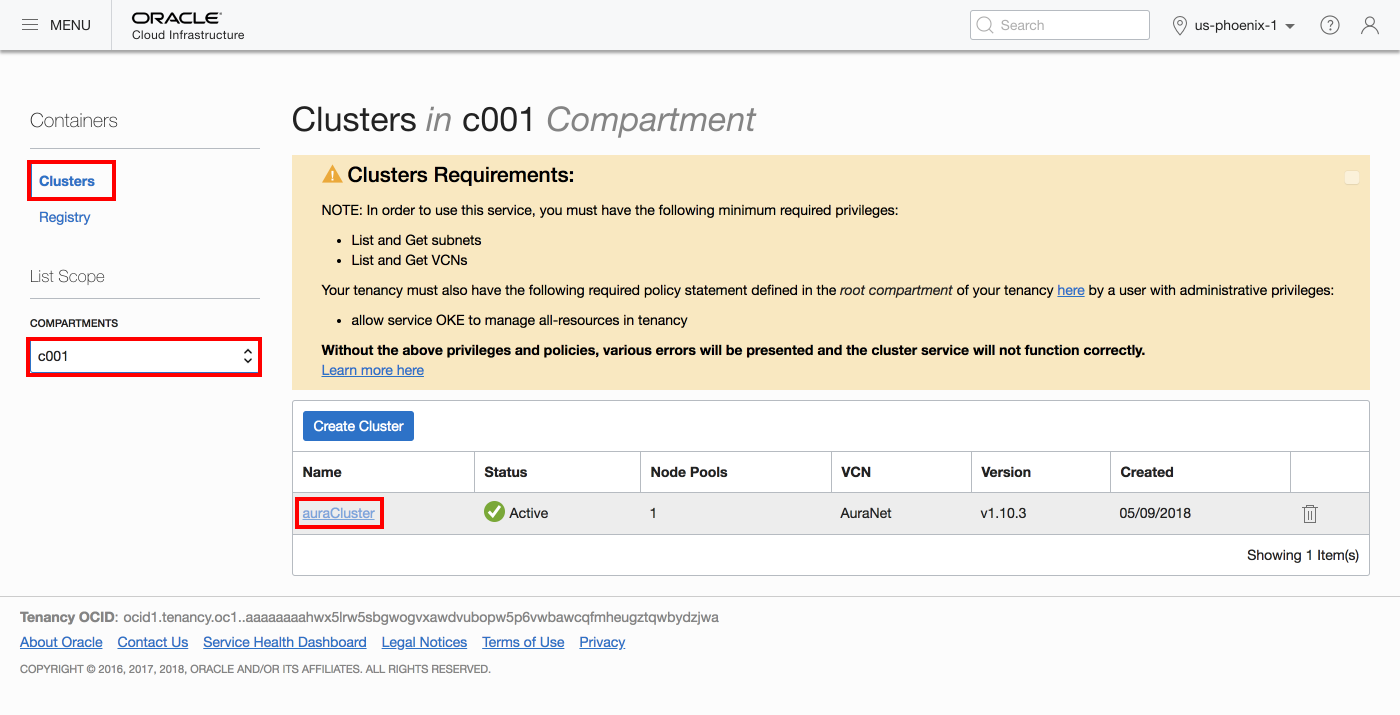 MENU
ORACLE
Cloud Infrastructure
Search
us-phoenix-1
?
Containers
Clusters
Registry
List Scope
COMPARTMENTS
c001
Clusters in c001 Compartment
Clusters Requirements:
NOTE: In order to use this service, you must have the following minimum required privileges:
• List and Get subnets
• List and Get VCNs
Your tenancy must also have the following required policy statement defined in the root compartment of your tenancy here by a user with administrative privileges:
• allow service OKE to manage all-resources in tenancy
Without the above privileges and policies, various errors will be presented and the cluster service will not function correctly.
Learn more here
Create Cluster
Name Status Node Pools VCN Version Created
auraCluster Active 1 AuraNet v1.10.3 05/09/2018
Showing 1 Item(s)
Tenancy OCID: ocid1.tenancy.oc1..aaaaaaaahwx5lrw5sbgwogvxawdvubopw5p6vwbawcqfmheugztqwbydzjwa
About Oracle Contact Us Service Health Dashboard Legal Notices Terms of Use Privacy
COPYRIGHT © 2016, 2017, 2018, ORACLE AND/OR ITS AFFILIATES. ALL RIGHTS RESERVED.